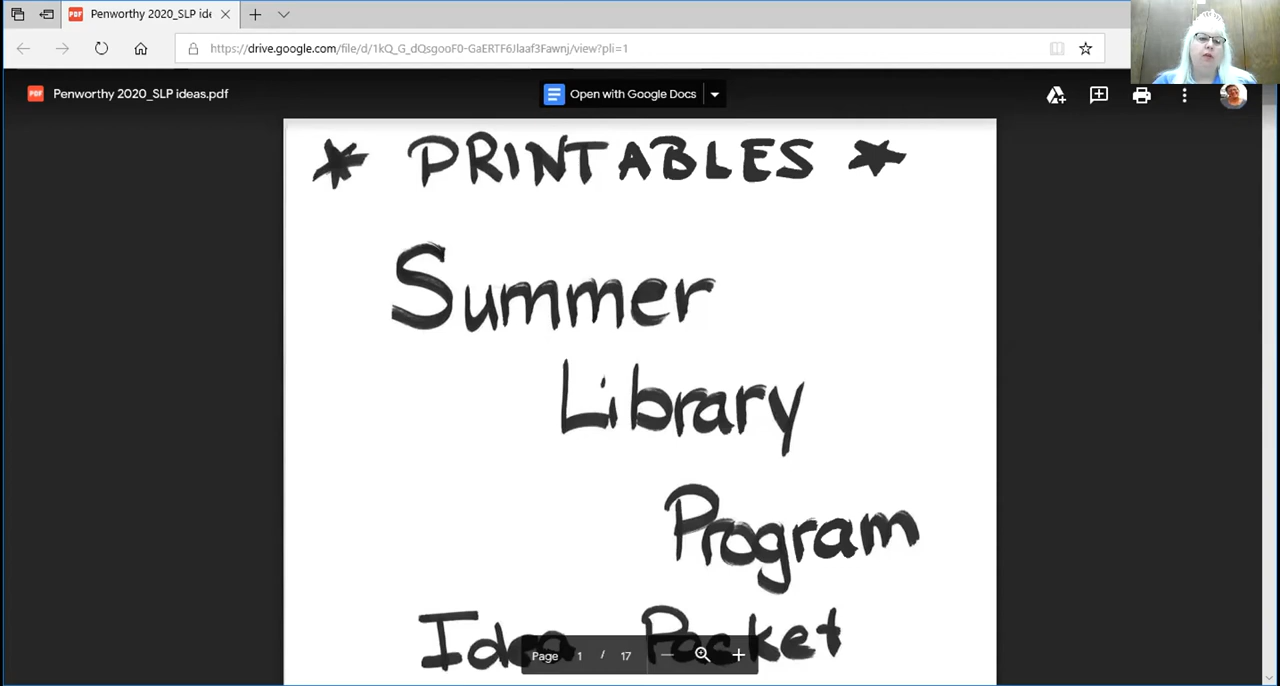 Penworthy 2020_SLP ide
https://drive.google.com/file/d/1kQ_G_dQsgooF0-GaERTF6Jlaaf3Fawnj/view?pli=1
PDF Penworthy 2020_SLP ideas.pdf
Open with Google Docs
* PRINTABLES *
Summer
Library
Program
Idea Packet
Page 1 / 17